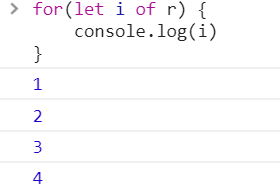 > for(let i of r) {
console.log(i)
}
1
2
3
4